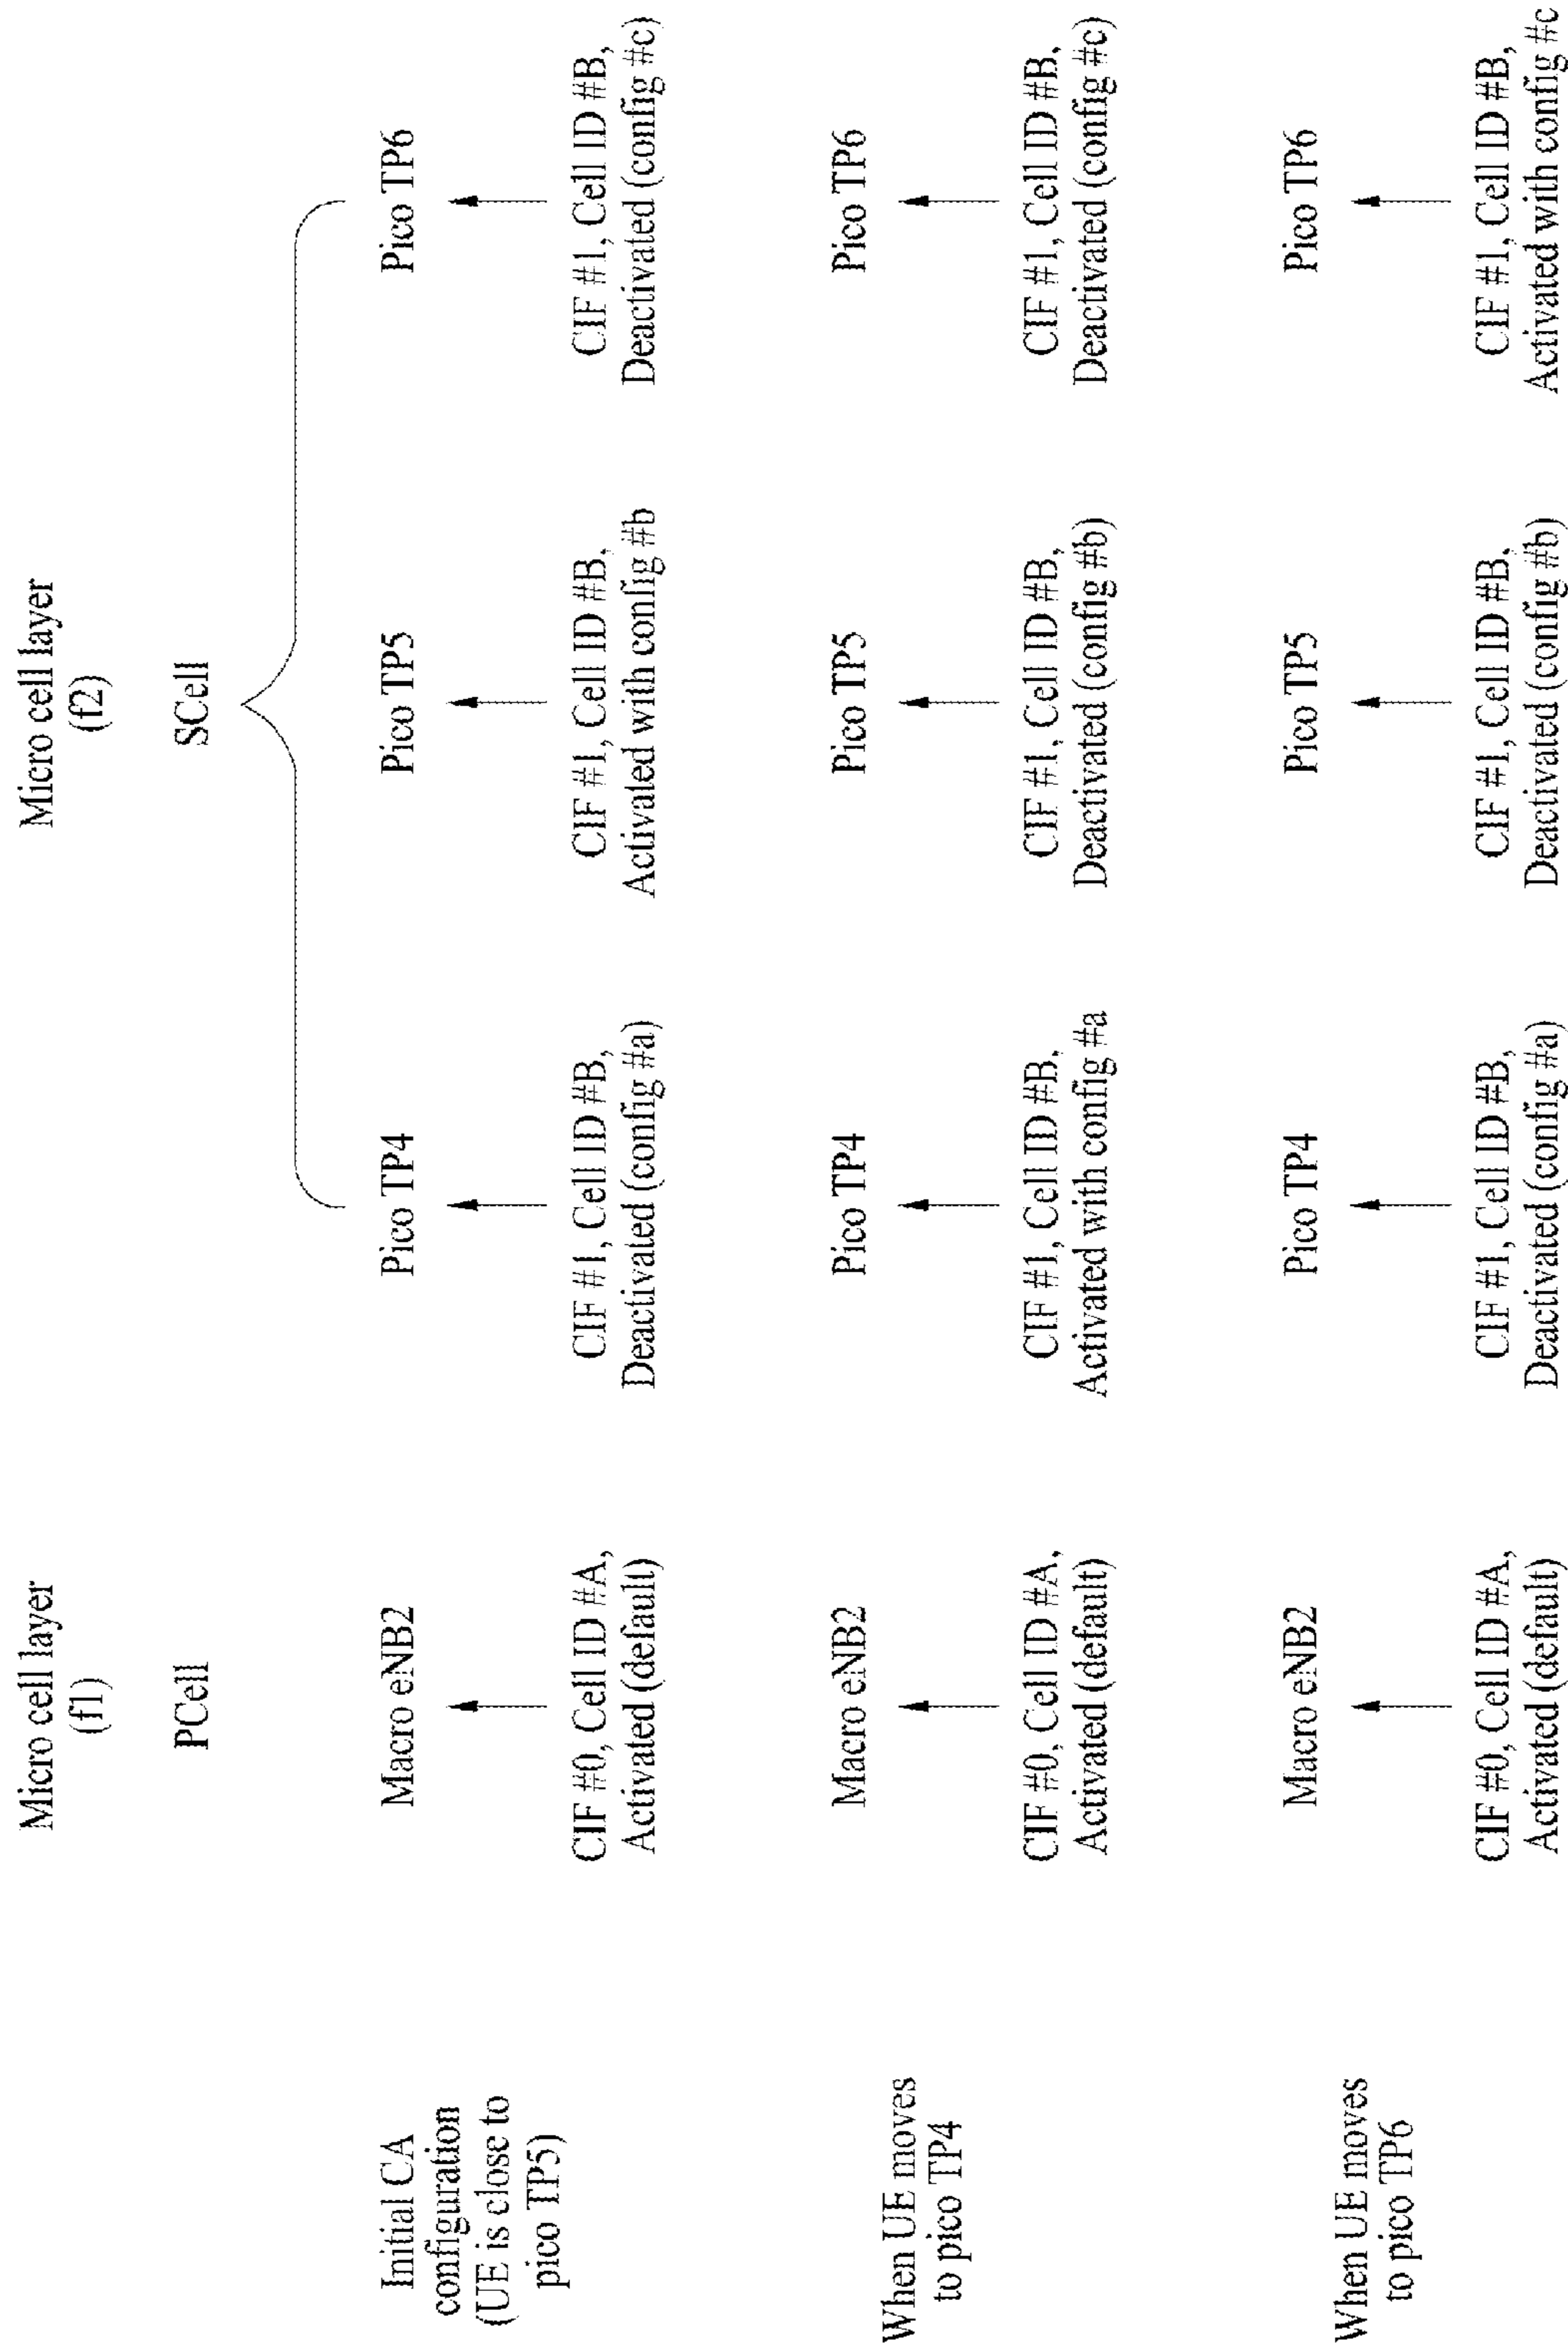 Micro cell layer
(f1)
Micro cell layer
(f2)
PCell
SCell
Initial CA
configuration
(UE is close to
pico TP5)
Macro eNB2
CIF #0, Cell ID #A,
Activated (default)
Pico TP4
CIF #1, Cell ID #B,
Deactivated (config #a)
Pico TP5
CIF #1, Cell ID #B,
Activated with config #b
Pico TP6
CIF #1, Cell ID #B,
Deactivated (config #c)
When UE moves
to pico TP4
Macro eNB2
CIF #0, Cell ID #A,
Activated (default)
Pico TP4
CIF #1, Cell ID #B,
Activated with config #a
Pico TP5
CIF #1, Cell ID #B,
Deactivated (config #b)
Pico TP6
CIF #1, Cell ID #B,
Deactivated (config #c)
When UE moves
to pico TP6
Macro eNB2
CIF #0, Cell ID #A,
Activated (default)
Pico TP4
CIF #1, Cell ID #B,
Deactivated (config #a)
Pico TP5
CIF #1, Cell ID #B,
Deactivated (config #b)
Pico TP6
CIF #1, Cell ID #B,
Activated with config #c